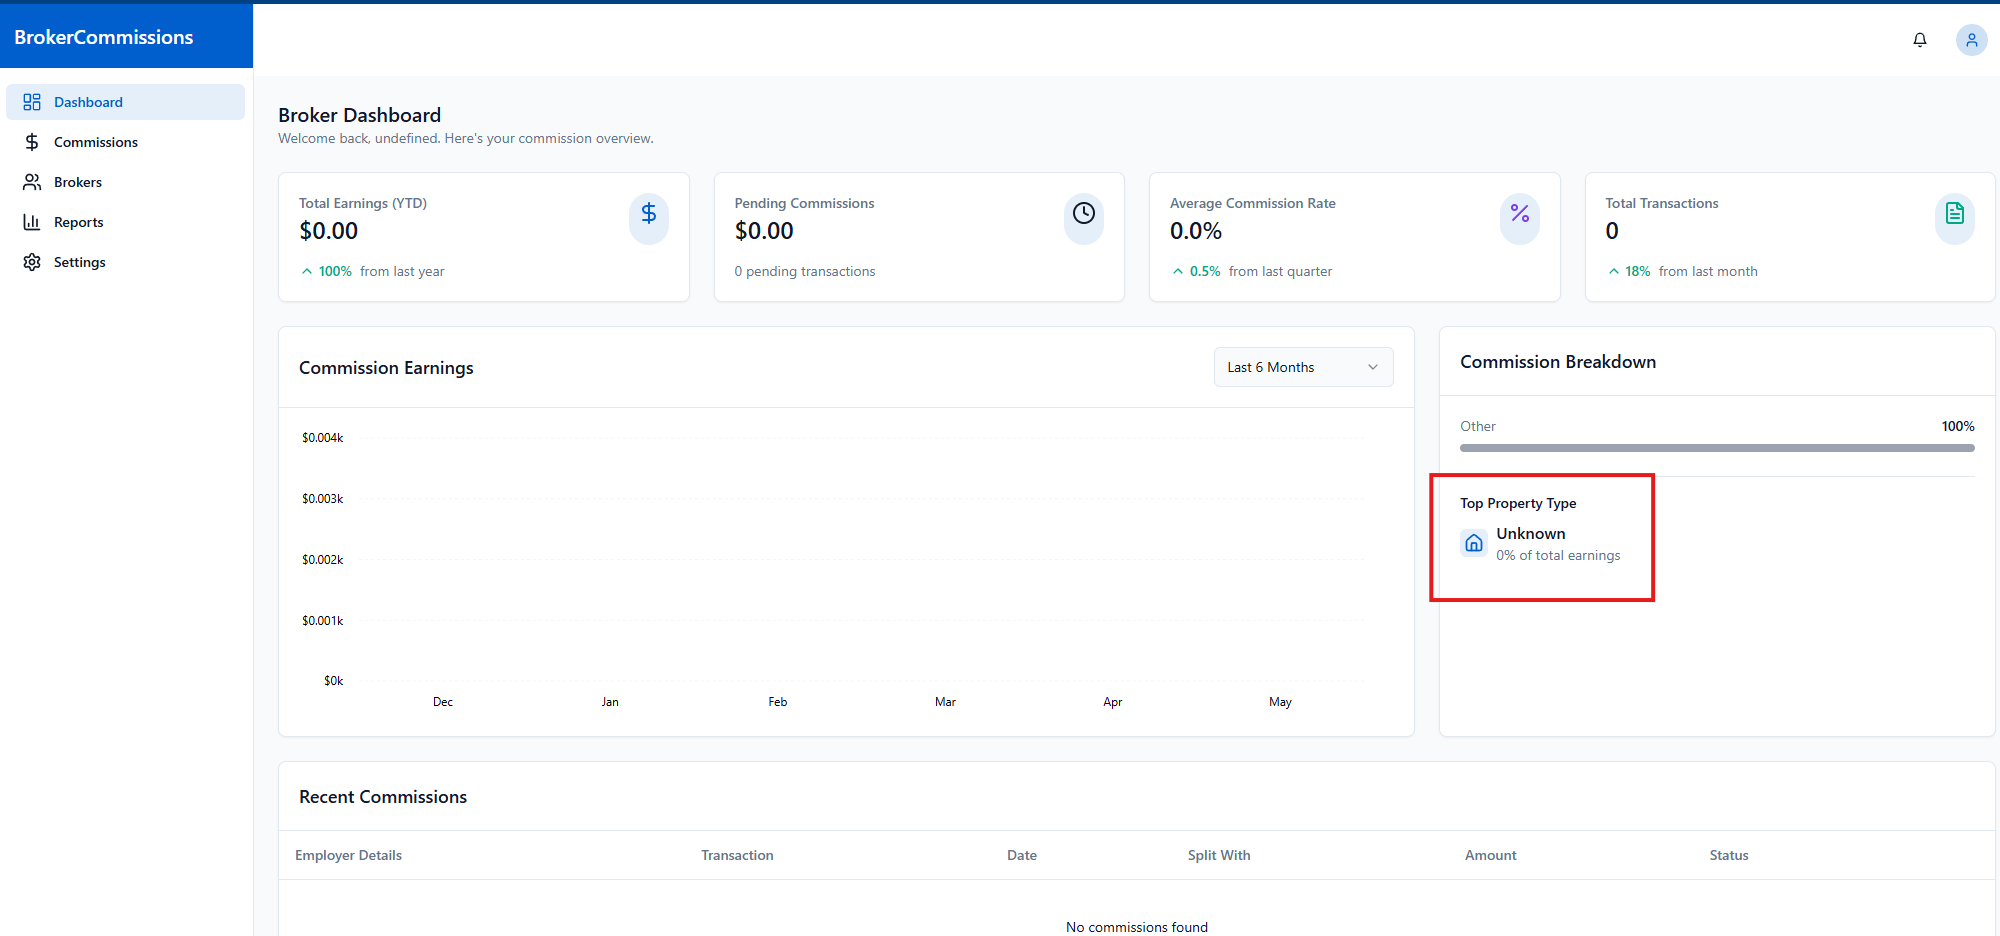 BrokerCommissions
Dashboard
Commissions
Brokers
Reports
Settings
Broker Dashboard
Welcome back, undefined. Here's your commission overview.
Total Earnings (YTD)
$0.00
100% from last year
Pending Commissions
$0.00
0 pending transactions
Average Commission Rate
0.0%
0.5% from last quarter
Total Transactions
0
18% from last month
Commission Earnings
Last 6 Months
$0.004k
$0.003k
$0.002k
$0.001k
$0k
Dec Jan Feb Mar Apr May
Commission Breakdown
Other 100%
Top Property Type
Unknown
0% of total earnings
Recent Commissions
Employer Details Transaction Date Split With Amount Status
No commissions found